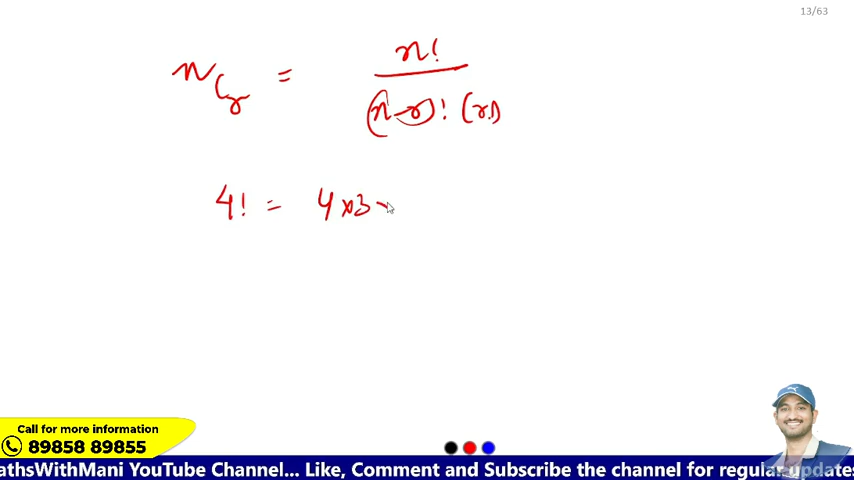 13/63
nCr = n! / (n-r)! (r!)
4! = 4×3
Call for more information
89858 89855
athsWithMani YouTube Channel... Like, Comment and Subscribe the channel for regular updates